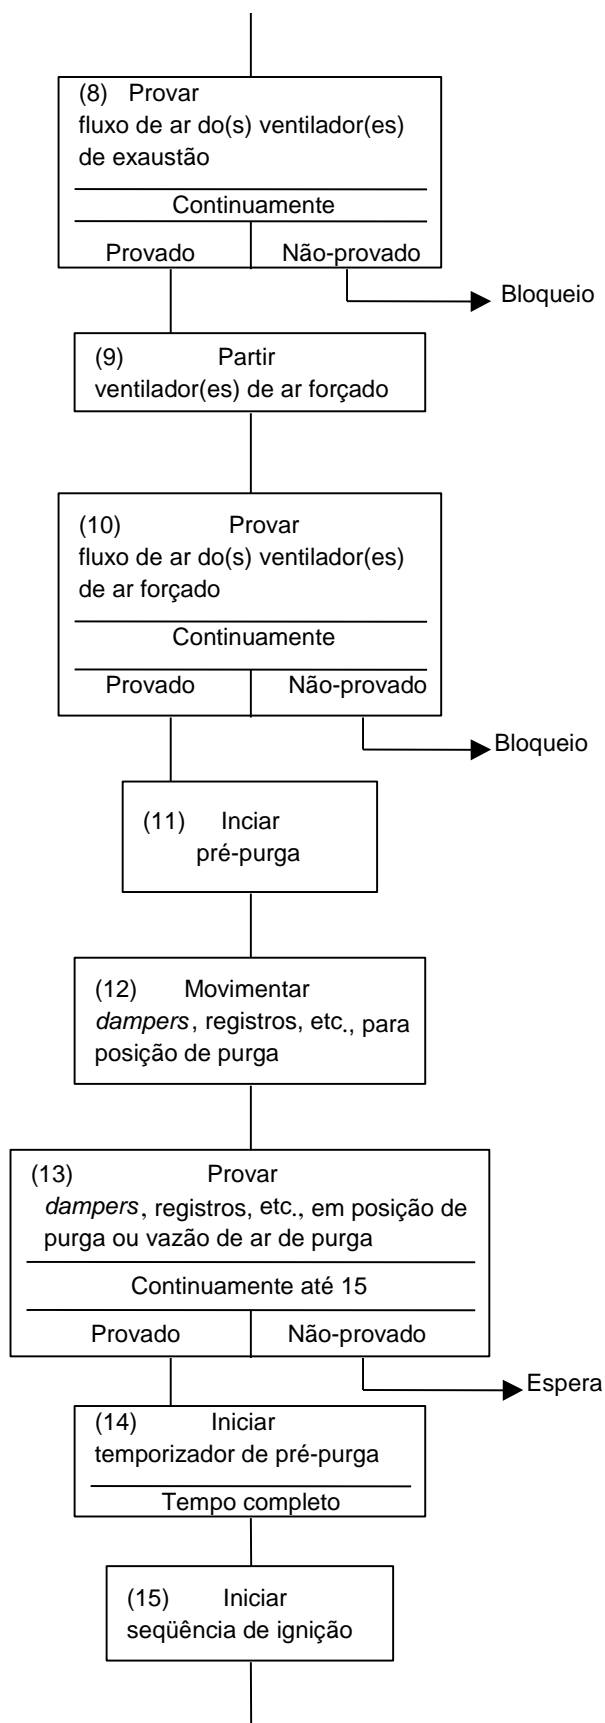 (8) Provar
fluxo de ar do(s) ventilador(es)
de exaustão
Continuamente
Provado Não-provado
Bloqueio
(9) Partir
ventilador(es) de ar forçado
(10) Provar
fluxo de ar do(s) ventilador(es)
de ar forçado
Continuamente
Provado Não-provado
Bloqueio
(11) Inciar
pré-purga
(12) Movimentar
dampers, registros, etc., para
posição de purga
(13) Provar
dampers, registros, etc., em posição de
purga ou vazão de ar de purga
Continuamente até 15
Provado Não-provado
Espera
(14) Iniciar
temporizador de pré-purga
Tempo completo
(15) Iniciar
seqüência de ignição